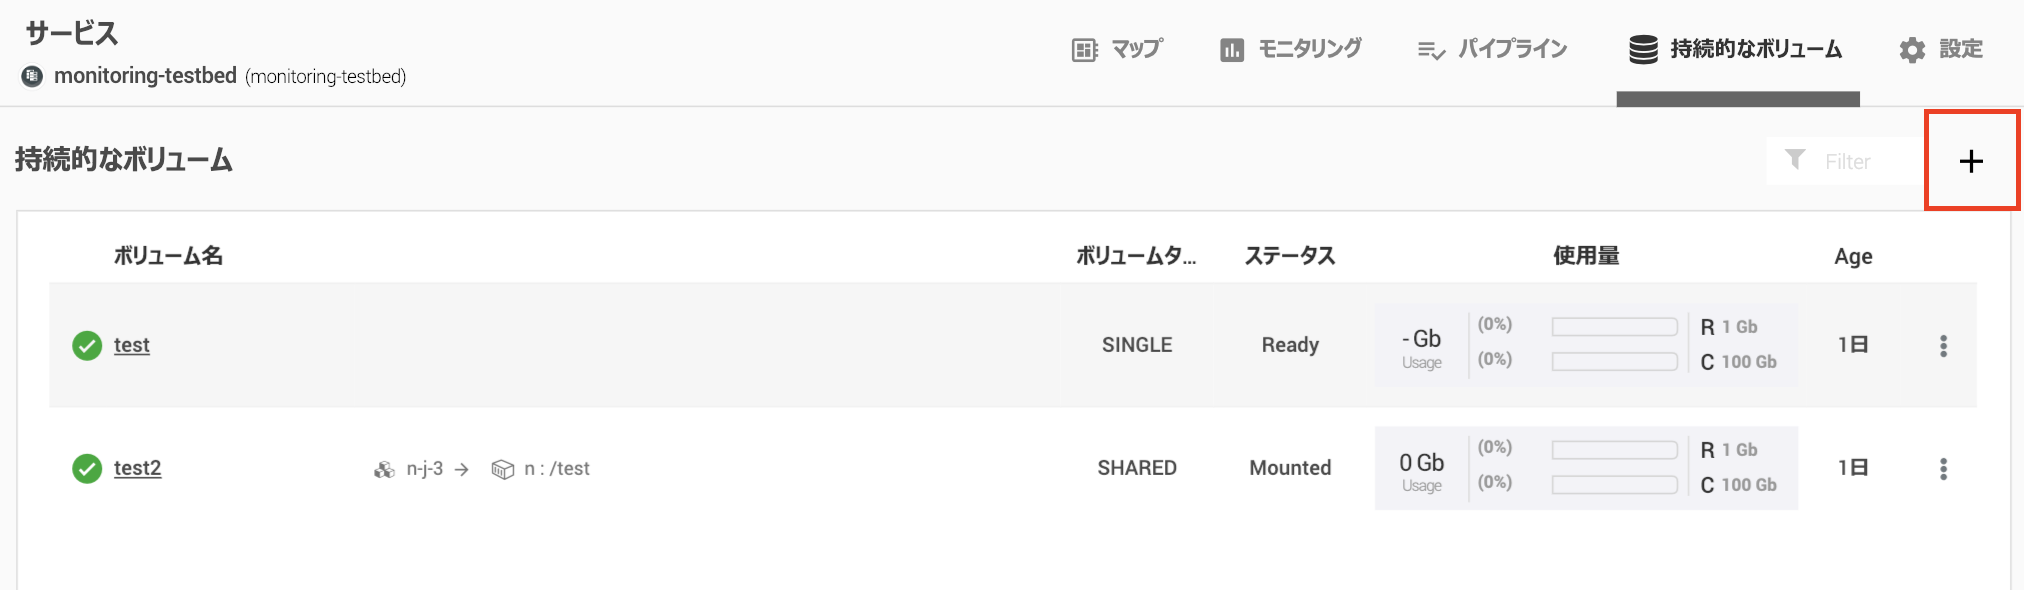 サービス
monitoring-testbed (monitoring-testbed)
マップ モニタリング パイプライン 持続的なボリューム 設定
持続的なボリューム
Filter +
ボリューム名 ボリュームタ... ステータス 使用量 Age
test SINGLE Ready - Gb Usage (0%) (0%) R 1 Gb C 100 Gb 1日
test2 n-j-3 → n : /test SHARED Mounted 0 Gb Usage (0%) (0%) R 1 Gb C 100 Gb 1日